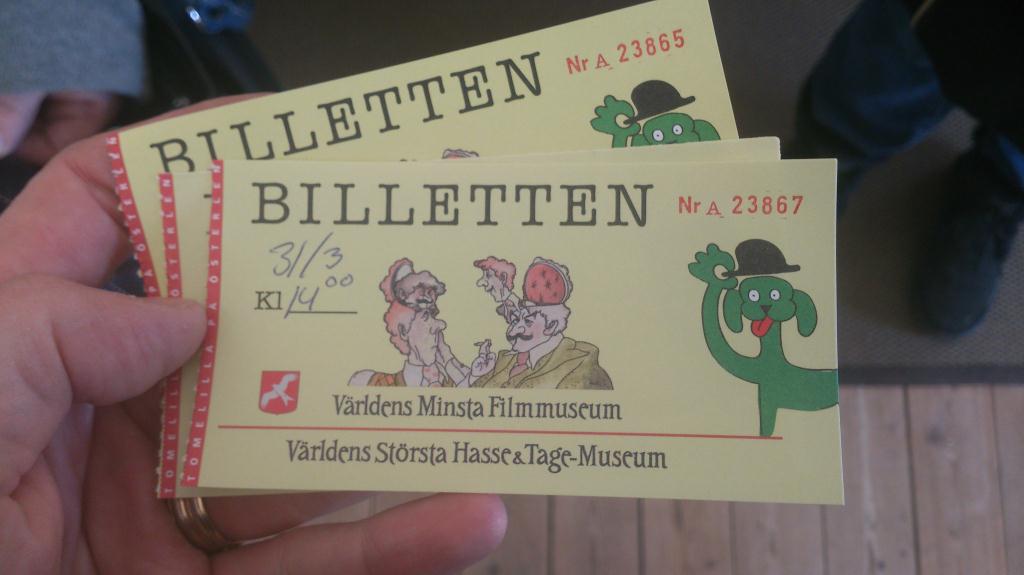 BILLETTEN
Nr A 23865
BILLETTEN
Nr A 23867
31/3
Kl 14 00
Världens Minsta Filmmuseum
Världens Största Hasse & Tage-Museum
TOMELILLA PÅ ÖSTERLEN